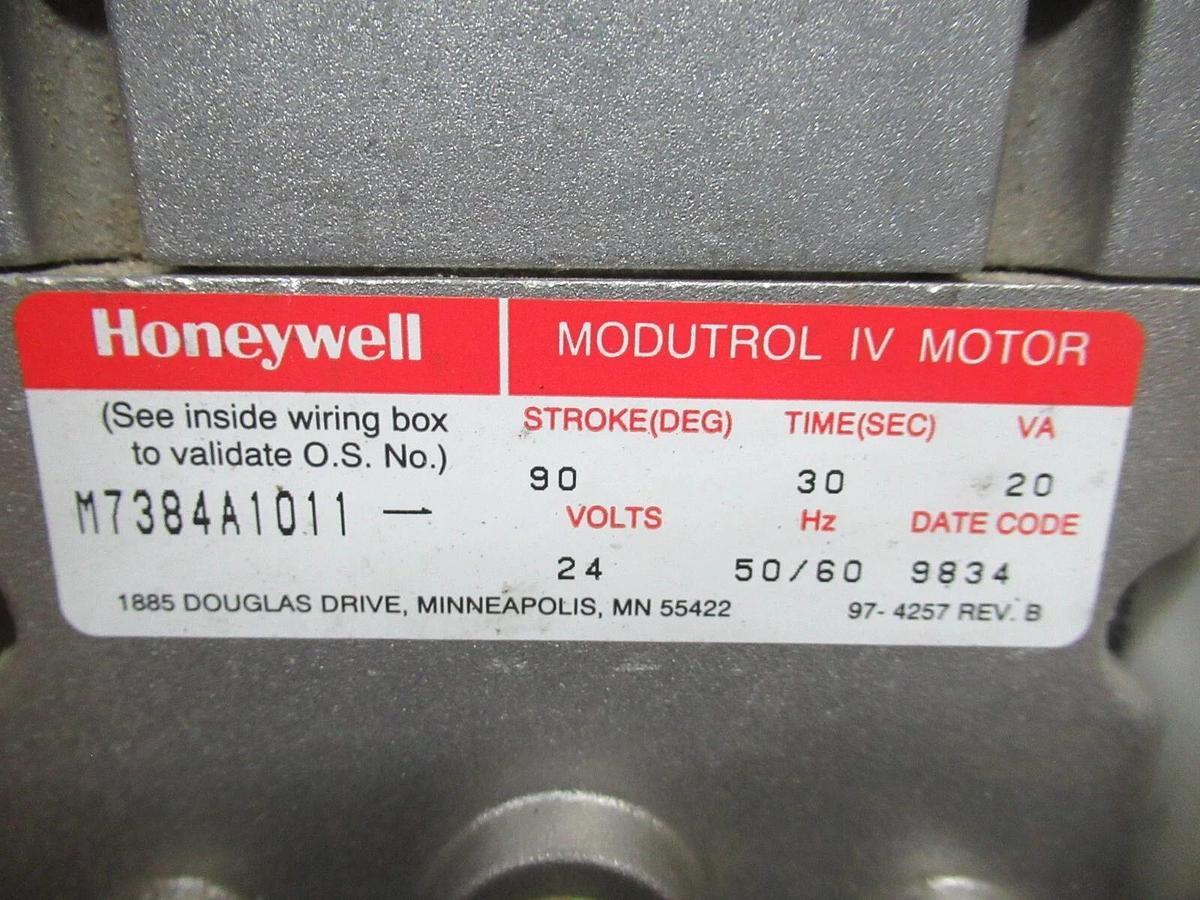 Honeywell
MODUTROL IV MOTOR
(See inside wiring box
to validate O.S. No.)
M7384A1011 —
STROKE(DEG) TIME(SEC) VA
90 30 20
VOLTS Hz DATE CODE
24 50/60 9834
1885 DOUGLAS DRIVE, MINNEAPOLIS, MN 55422
97-4257 REV. B